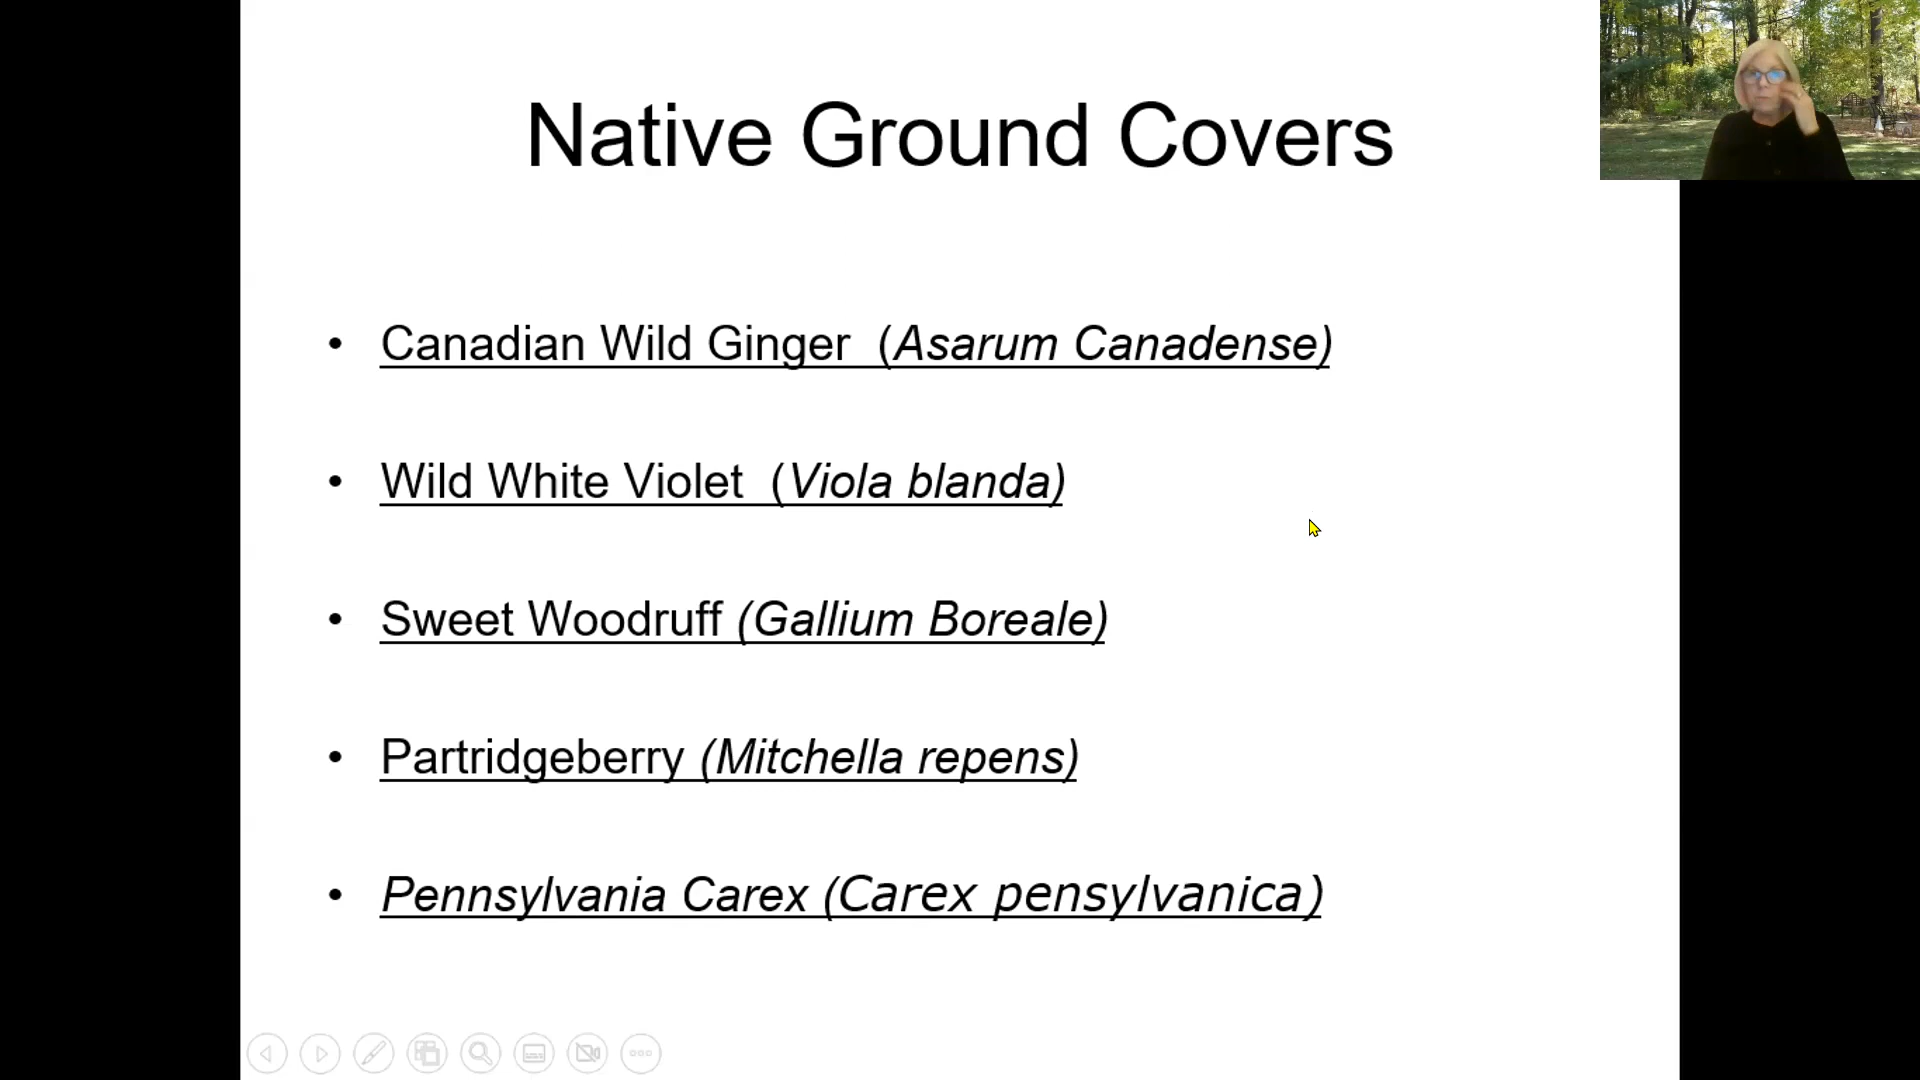 Native Ground Covers
• Canadian Wild Ginger (Asarum Canadense)
• Wild White Violet (Viola blanda)
• Sweet Woodruff (Gallium Boreale)
• Partridgeberry (Mitchella repens)
• Pennsylvania Carex (Carex pensylvanica)